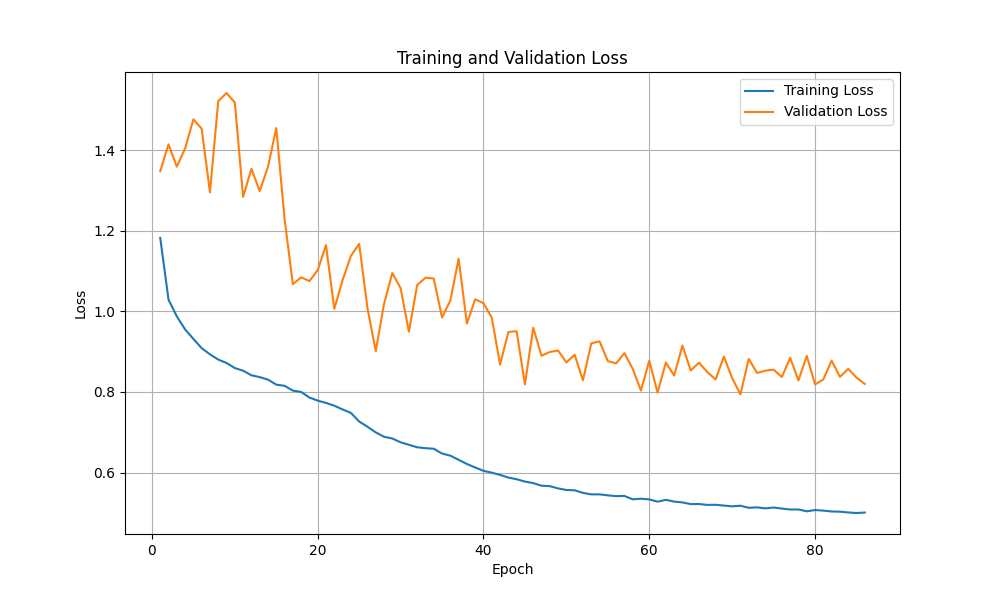 Training and Validation Loss
Training Loss
Validation Loss
1.4
1.2
1.0
0.8
0.6
Loss
0 20 40 60 80
Epoch